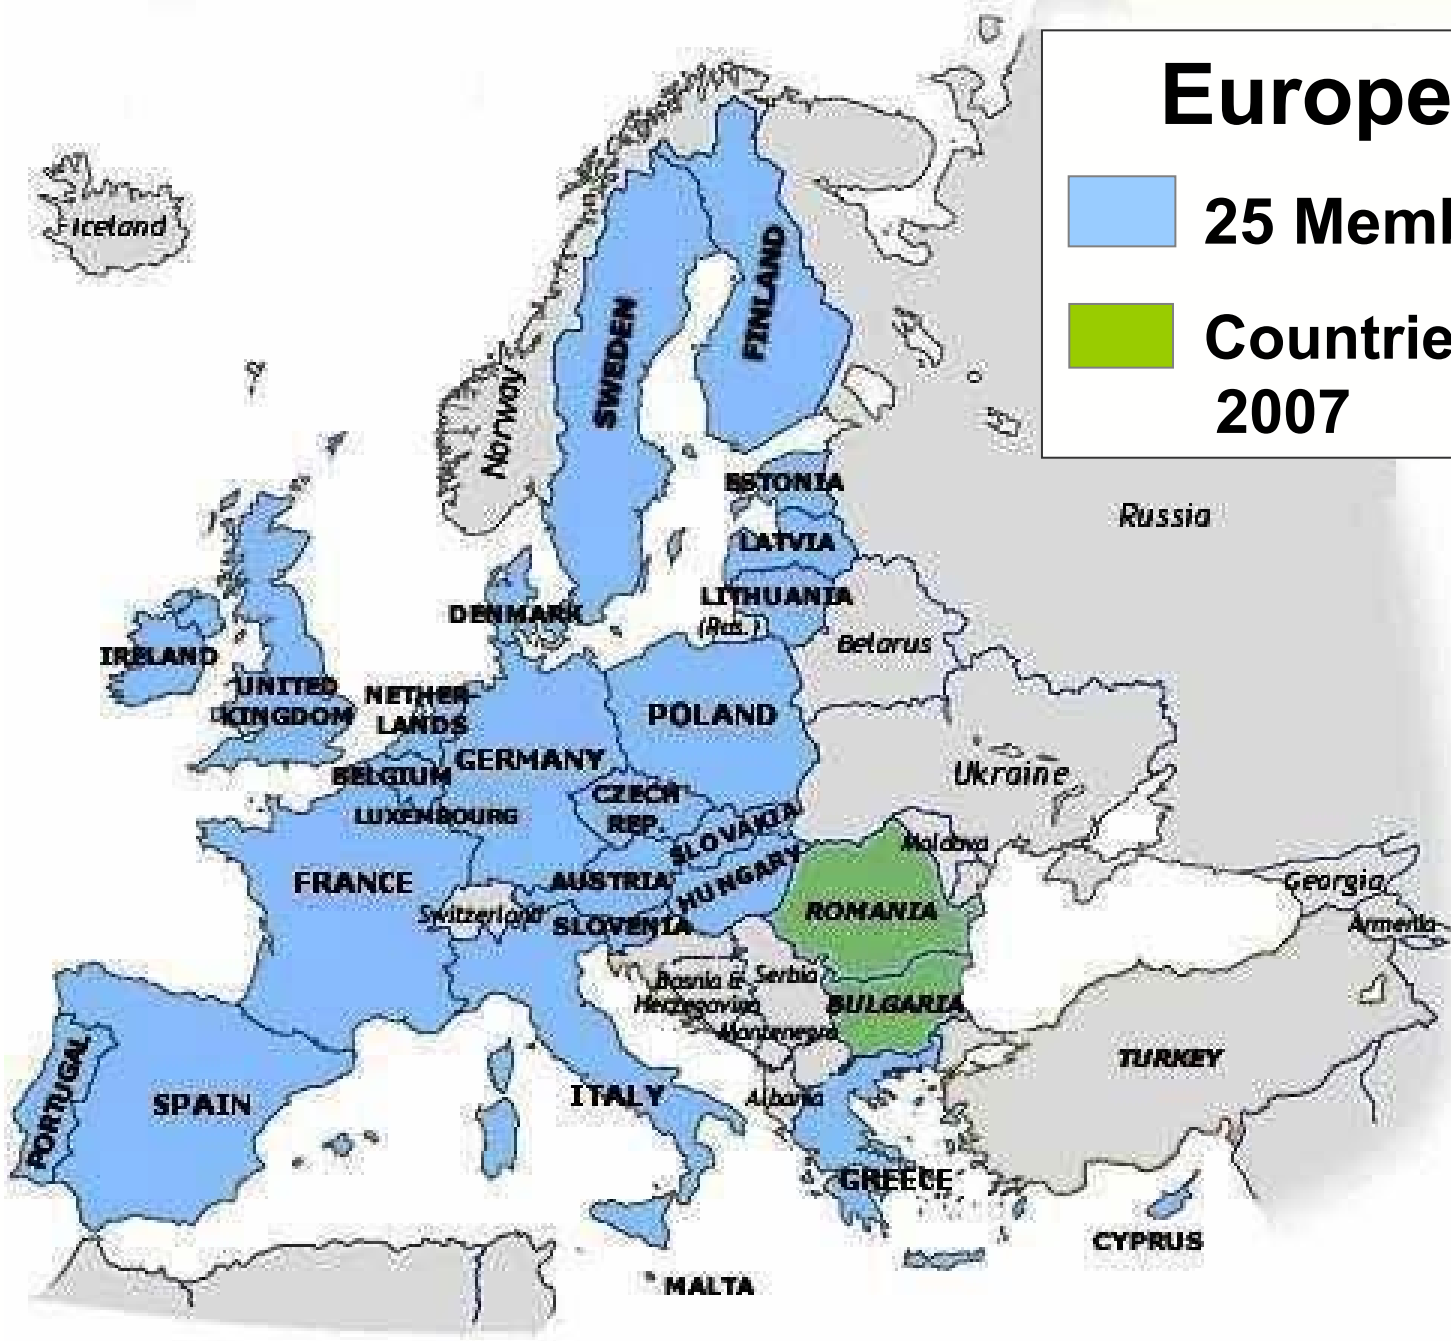 Europe
25 Meml
Countrie
2007
Iceland
FINLAND
SWEDEN
Norway
ESTONIA
Russia
LATVIA
LITHUANIA
(Rus.)
DENMARK
Belarus
IRELAND
UNITED
KINGDOM
NETHER-
LANDS
POLAND
GERMANY
BELGIUM
Ukraine
CZECH
REP.
LUXEMBOURG
SLOVAKIA
Moldova
FRANCE
AUSTRIA
HUNGARY
Georgia
Switzerland
SLOVENIA
ROMANIA
Armenia
Bosnia &
Herzegovina
Serbia
BULGARIA
Montenegro
TURKEY
PORTUGAL
SPAIN
ITALY
Albania
GREECE
CYPRUS
MALTA